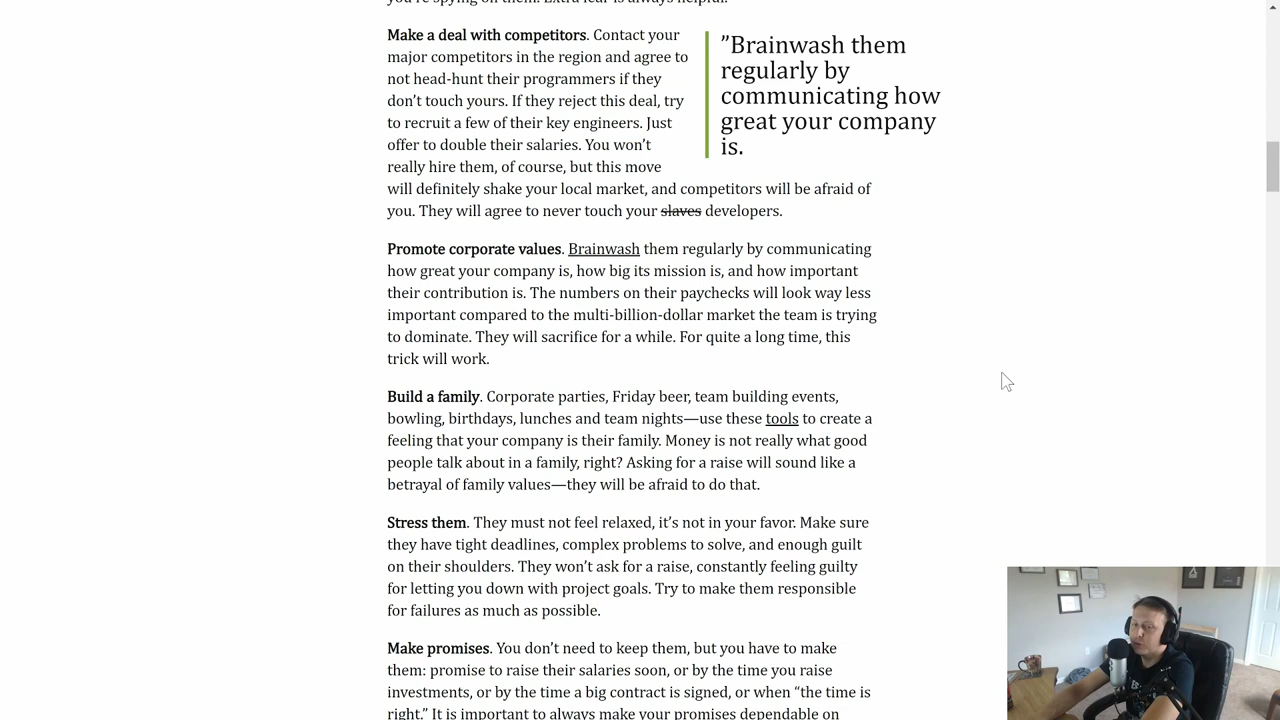 you're spying on them. Extra fear is always helpful.
Make a deal with competitors. Contact your
major competitors in the region and agree to
not head-hunt their programmers if they
don't touch yours. If they reject this deal, try
to recruit a few of their key engineers. Just
offer to double their salaries. You won't
really hire them, of course, but this move
will definitely shake your local market, and competitors will be afraid of
you. They will agree to never touch your slaves developers.
”Brainwash them
regularly by
communicating how
great your company
is.
Promote corporate values. Brainwash them regularly by communicating
how great your company is, how big its mission is, and how important
their contribution is. The numbers on their paychecks will look way less
important compared to the multi-billion-dollar market the team is trying
to dominate. They will sacrifice for a while. For quite a long time, this
trick will work.
Build a family. Corporate parties, Friday beer, team building events,
bowling, birthdays, lunches and team nights—use these tools to create a
feeling that your company is their family. Money is not really what good
people talk about in a family, right? Asking for a raise will sound like a
betrayal of family values—they will be afraid to do that.
Stress them. They must not feel relaxed, it's not in your favor. Make sure
they have tight deadlines, complex problems to solve, and enough guilt
on their shoulders. They won't ask for a raise, constantly feeling guilty
for letting you down with project goals. Try to make them responsible
for failures as much as possible.
Make promises. You don't need to keep them, but you have to make
them: promise to raise their salaries soon, or by the time you raise
investments, or by the time a big contract is signed, or when “the time is
right.” It is important to always make your promises dependable on